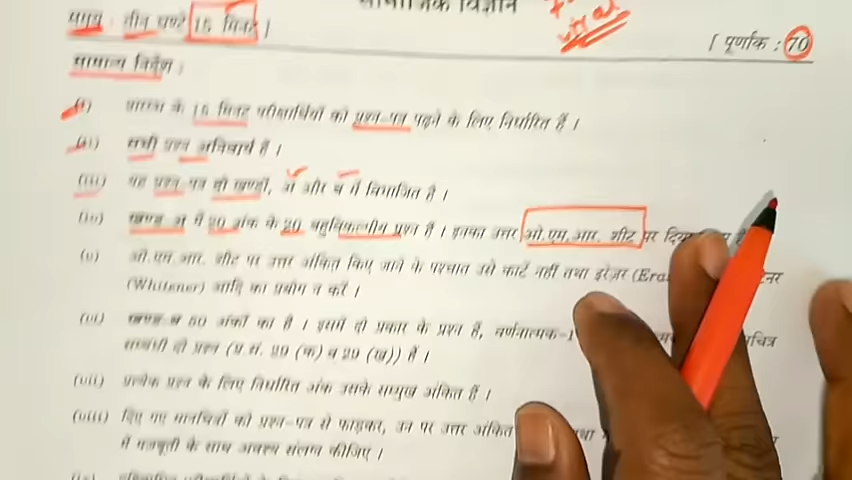 सामाजिक विज्ञान
समय : तीन घण्टे 15 मिनट ]
[ पूर्णांक : 70
सामान्य निर्देश :
(i) प्रारम्भ के 15 मिनट परीक्षार्थियों को प्रश्न-पत्र पढ़ने के लिए निर्धारित हैं ।
(ii) सभी प्रश्न अनिवार्य हैं ।
(iii) यह प्रश्न पत्र दो खण्डों, अ और ब में विभाजित है ।
(iv) खण्ड अ में 20 अंक के 20 बहुविकल्पीय प्रश्न हैं । इनका उत्तर ओ.एम.आर. शीट पर
(v) ओ.एम.आर. शीट पर उत्तर अंकित किए जाने के पश्चात उसे काटें नहीं तथा इरेज़र
(Whitener) आदि का प्रयोग न करें ।
(vi) खण्ड ब 50 अंकों का है । इसमें दो प्रकार के प्रश्न हैं, वर्णनात्मक-1
सम्बंधी दो प्रश्न (प्र.सं. 29 (क) व 29 (ख)) हैं ।
(vii) प्रत्येक प्रश्न के लिए निर्धारित अंक उसके सम्मुख अंकित हैं ।
(viii) दिए गए मानचित्रों को प्रश्न-पत्र से फाड़कर, उन पर उत्तर अंकित
में मजबूती के साथ अवश्य संलग्न कीजिए ।